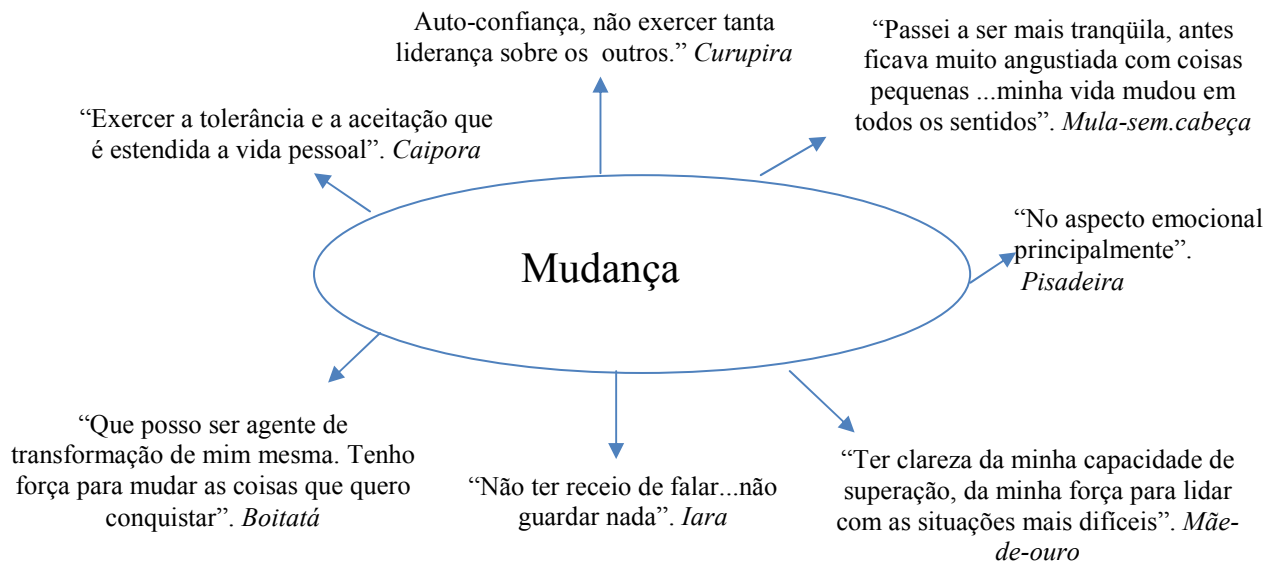 Auto-confiança, não exercer tanta
liderança sobre os outros.” Curupira
“Passei a ser mais tranqüila, antes
ficava muito angustiada com coisas
pequenas ...minha vida mudou em
todos os sentidos”. Mula-sem.cabeça
“Exercer a tolerância e a aceitação que
é estendida a vida pessoal”. Caipora
“No aspecto emocional
principalmente”.
Pisadeira
Mudança
“Que posso ser agente de
transformação de mim mesma. Tenho
força para mudar as coisas que quero
conquistar”. Boitatá
“Não ter receio de falar...não
guardar nada”. Iara
“Ter clareza da minha capacidade de
superação, da minha força para lidar
com as situações mais difíceis”. Mãe-
de-ouro